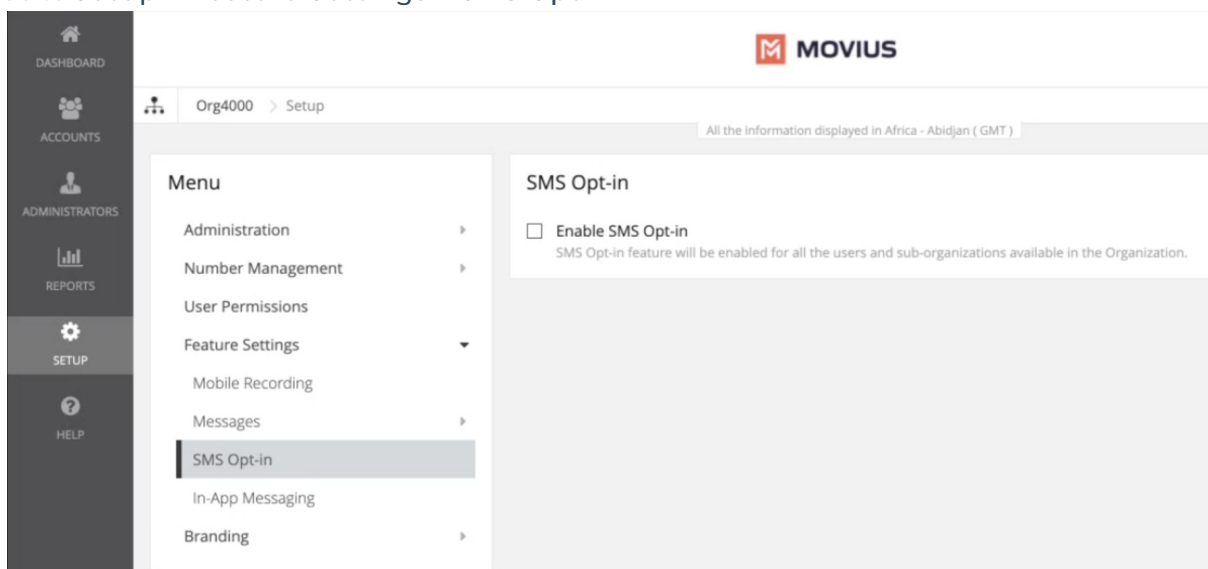 DASHBOARD
ACCOUNTS
ADMINISTRATORS
REPORTS
SETUP
HELP
MOVIUS
Org4000 > Setup
All the information displayed in Africa - Abidjan ( GMT )
Menu
Administration
Number Management
User Permissions
Feature Settings
Mobile Recording
Messages
SMS Opt-in
In-App Messaging
Branding
SMS Opt-in
Enable SMS Opt-in
SMS Opt-in feature will be enabled for all the users and sub-organizations available in the Organization.